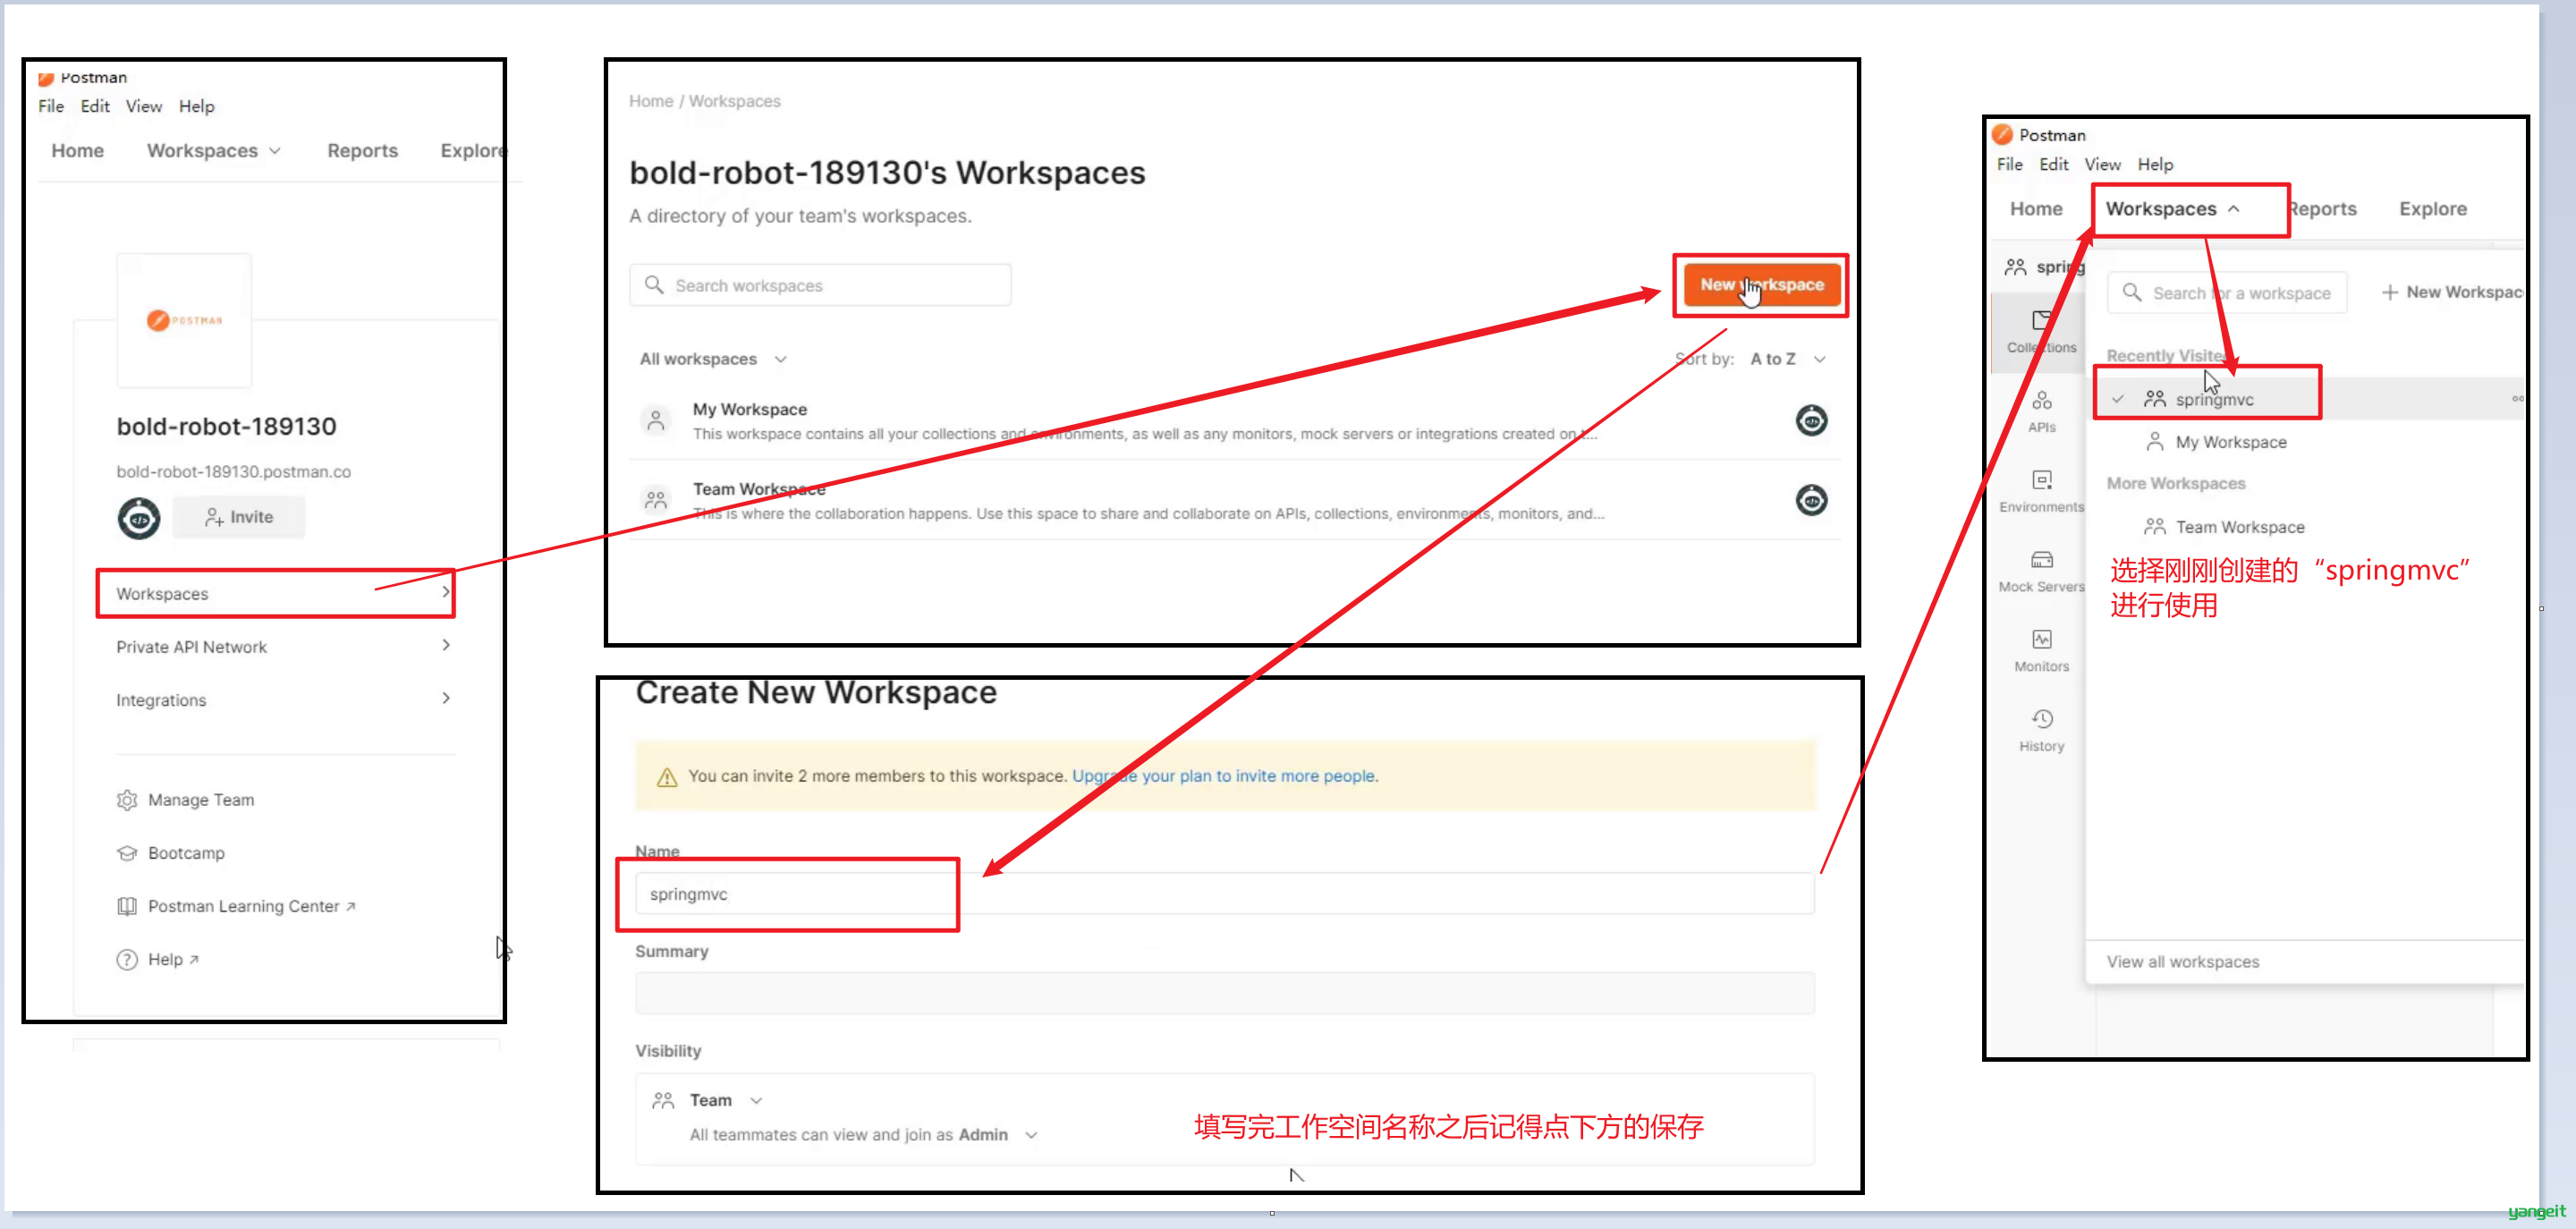 Postman
File Edit View Help
Home Workspaces Reports Explore
POSTMAN
bold-robot-189130
bold-robot-189130.postman.co
Invite
Workspaces
Private API Network
Integrations
Manage Team
Bootcamp
Postman Learning Center
Help
Home / Workspaces
bold-robot-189130's Workspaces
A directory of your team's workspaces.
Search workspaces
New workspace
All workspaces
Sort by: A to Z
My Workspace
This workspace contains all your collections and environments, as well as any monitors, mock servers or integrations created on t...
Team Workspace
This is where the collaboration happens. Use this space to share and collaborate on APIs, collections, environments, monitors, and...
Create New Workspace
You can invite 2 more members to this workspace. Upgrade your plan to invite more people.
Name
springmvc
Summary
Visibility
Team
All teammates can view and join as Admin
填写完工作空间名称之后记得点下方的保存
Postman
File Edit View Help
Home Workspaces Reports Explore
spring
Search for a workspace
New Workspac
Collections
APIs
Environments
Mock Servers
Monitors
History
Recently Visited
springmvc
My Workspace
More Workspaces
Team Workspace
选择刚刚创建的“springmvc”
进行使用
View all workspaces
yangeit